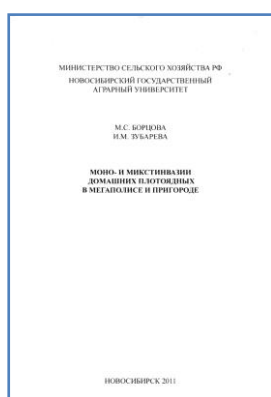 МИНИСТЕРСТВО СЕЛЬСКОГО ХОЗЯЙСТВА РФ
НОВОСИБИРСКИЙ ГОСУДАРСТВЕННЫЙ
АГРАРНЫЙ УНИВЕРСИТЕТ
М.С. БОРЦОВА
И.М. ЗУБАРЕВА
МОНО- И МИКСТИНВАЗИИ
ДОМАШНИХ ПЛОТОЯДНЫХ
В МЕГАПОЛИСЕ И ПРИГОРОДЕ
НОВОСИБИРСК 2011